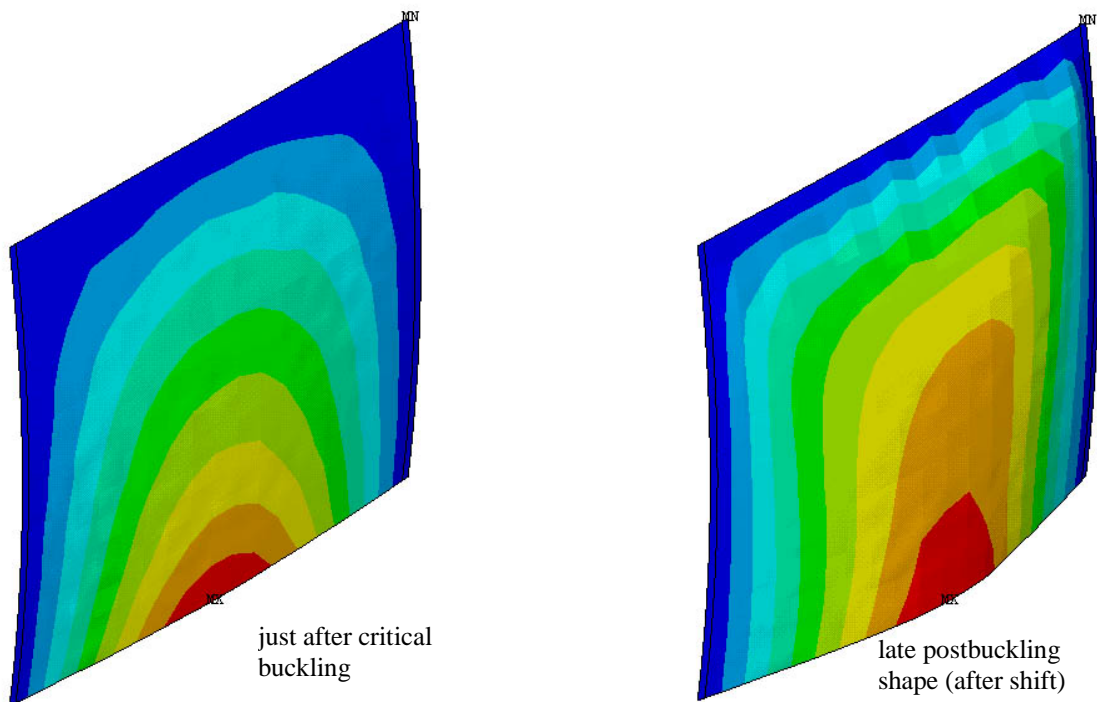 MN
MN
MX
just after critical
buckling
MX
late postbuckling
shape (after shift)